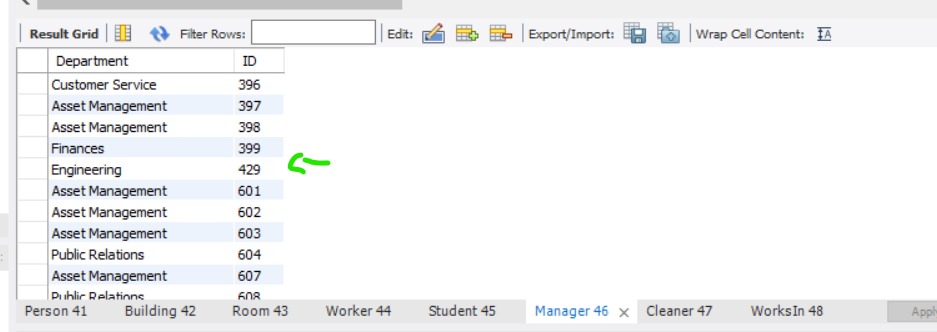 Result Grid Filter Rows: Edit: Export/Import: Wrap Cell Content: IA
Department ID
Customer Service 396
Asset Management 397
Asset Management 398
Finances 399
Engineering 429
Asset Management 601
Asset Management 602
Asset Management 603
Public Relations 604
Asset Management 607
Public Relations 608
Person 41 Building 42 Room 43 Worker 44 Student 45 Manager 46 × Cleaner 47 WorksIn 48